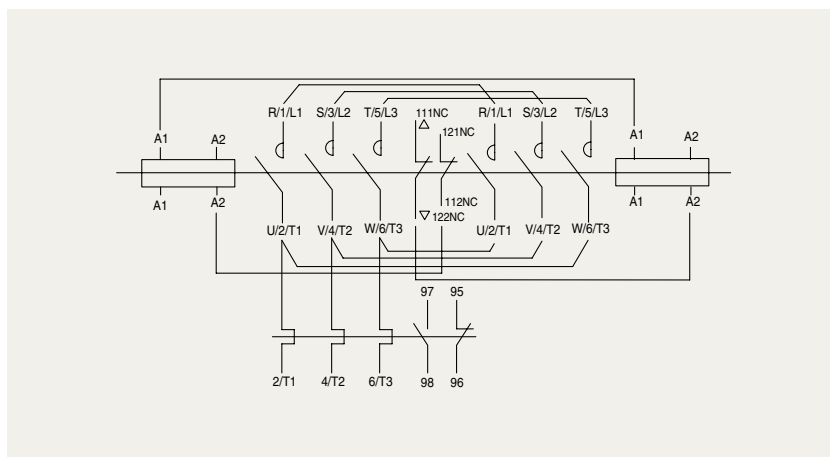 R/1/L1 S/3/L2 T/5/L3 111NC R/1/L1 S/3/L2 T/5/L3
A1 A2 121NC A1 A2
A1 A2 112NC A1 A2
122NC
U/2/T1 V/4/T2 W/6/T3 U/2/T1 V/4/T2 W/6/T3
97 95
2/T1 4/T2 6/T3 98 96